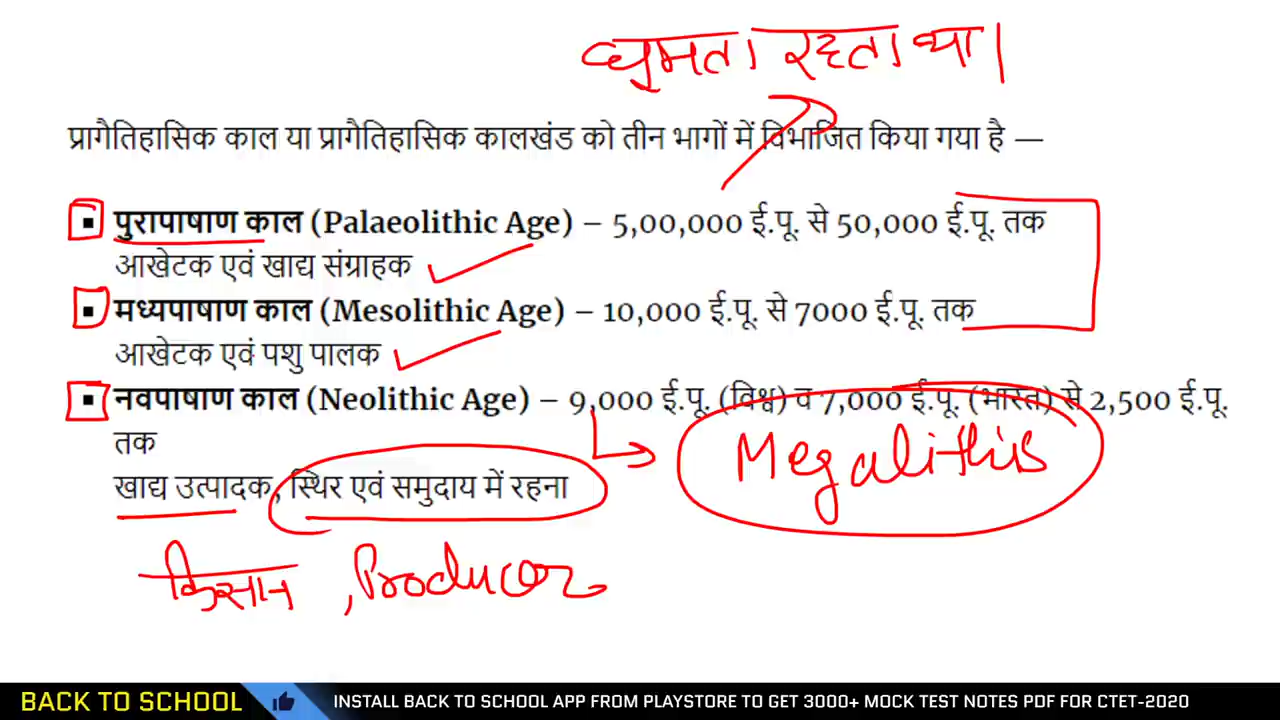 घुमता रहता था।
प्रागैतिहासिक काल या प्रागैतिहासिक कालखंड को तीन भागों में विभाजित किया गया है —
▪ पुरापाषाण काल (Palaeolithic Age) – 5,00,000 ई.पू. से 50,000 ई.पू. तक
आखेटक एवं खाद्य संग्राहक
▪ मध्यपाषाण काल (Mesolithic Age) – 10,000 ई.पू. से 7000 ई.पू. तक
आखेटक एवं पशु पालक
▪ नवपाषाण काल (Neolithic Age) – 9,000 ई.पू. (विश्व) व 7,000 ई.पू. (भारत) से 2,500 ई.पू.
तक
Megalithis
खाद्य उत्पादक, स्थिर एवं समुदाय में रहना
किसान, Producer
BACK TO SCHOOL
INSTALL BACK TO SCHOOL APP FROM PLAYSTORE TO GET 3000+ MOCK TEST NOTES PDF FOR CTET-2020